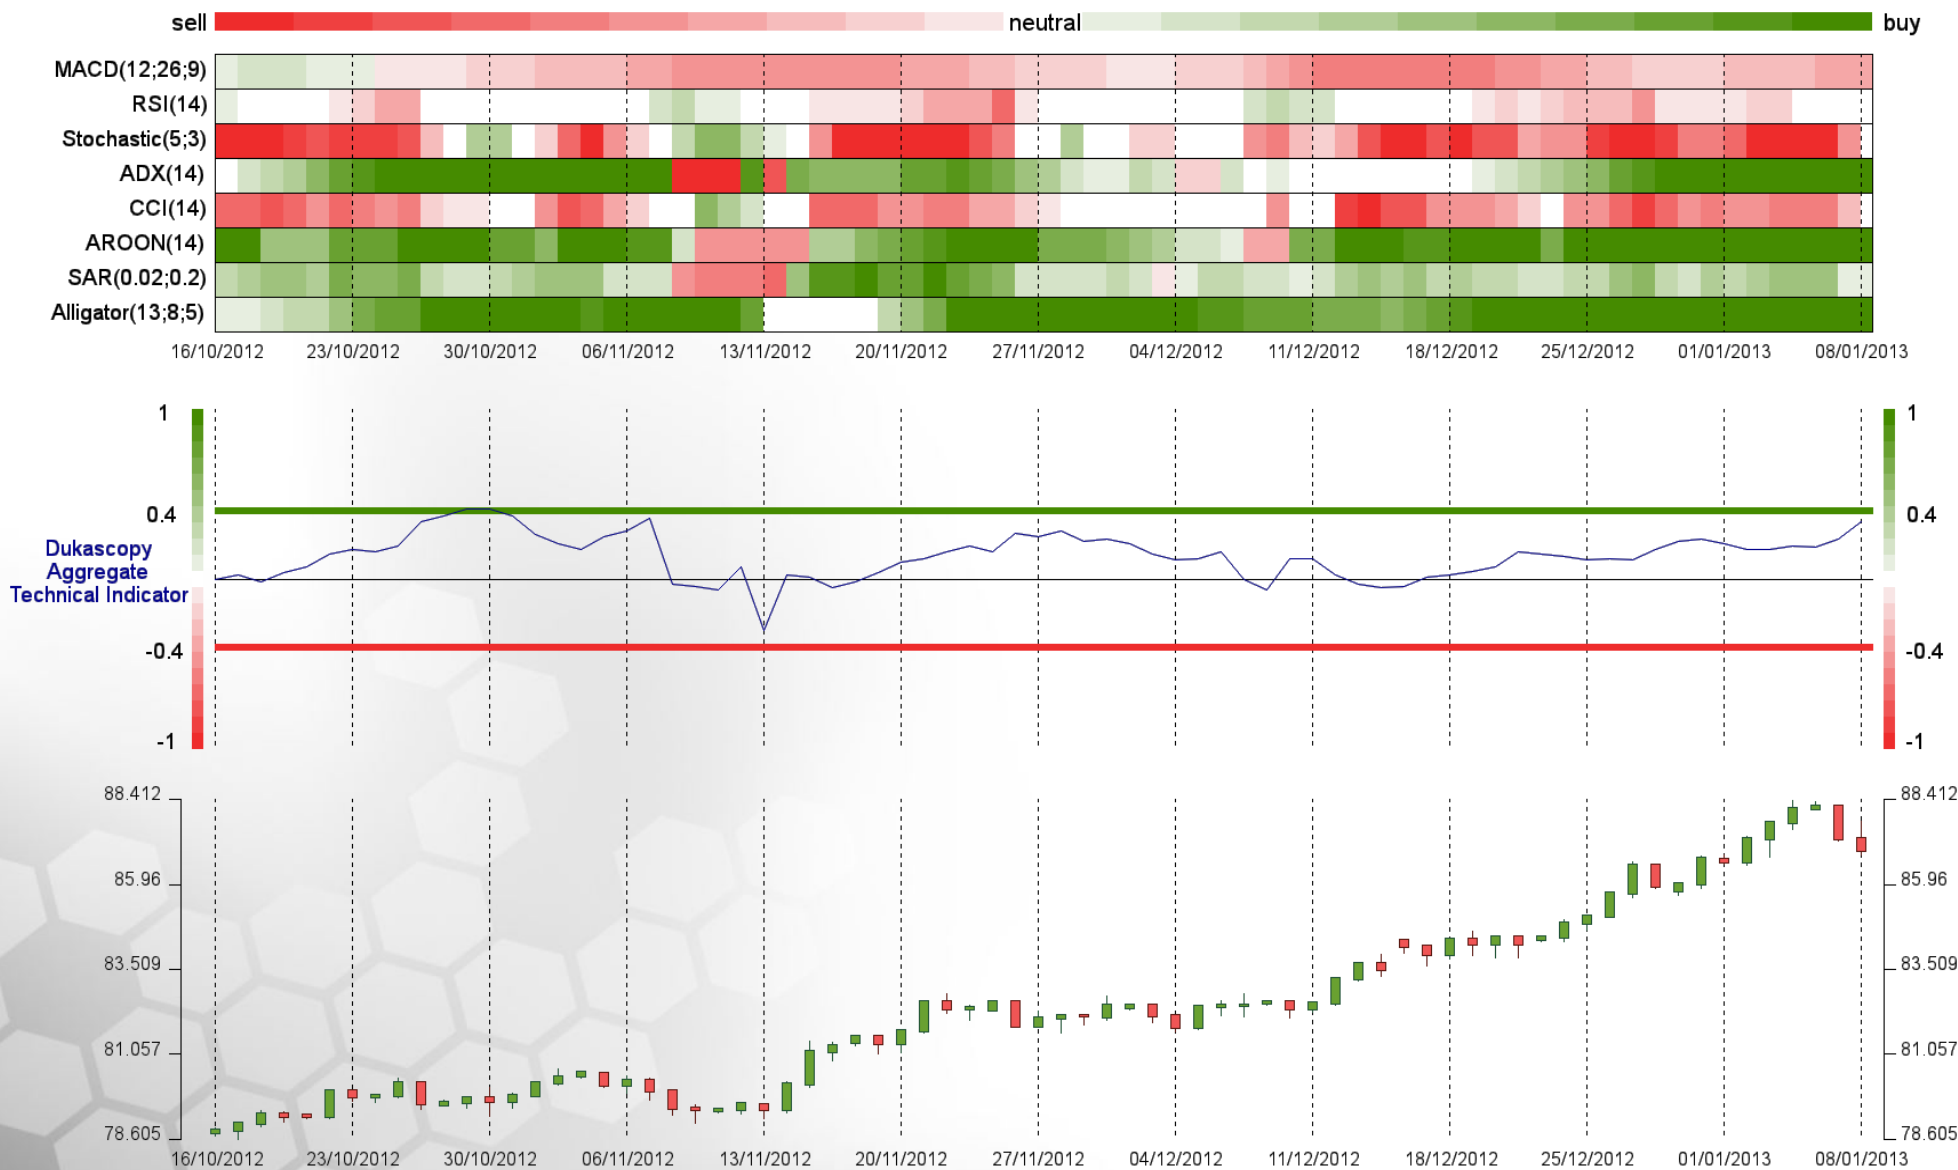 sell neutral buy
MACD(12;26;9)
RSI(14)
Stochastic(5;3)
ADX(14)
CCI(14)
AROON(14)
SAR(0.02;0.2)
Alligator(13;8;5)
16/10/2012 23/10/2012 30/10/2012 06/11/2012 13/11/2012 20/11/2012 27/11/2012 04/12/2012 11/12/2012 18/12/2012 25/12/2012 01/01/2013 08/01/2013
1 1
0.4 0.4
Dukascopy
Aggregate
Technical Indicator
-0.4 -0.4
-1 -1
88.412 88.412
85.96 85.96
83.509 83.509
81.057 81.057
78.605 78.605
16/10/2012 23/10/2012 30/10/2012 06/11/2012 13/11/2012 20/11/2012 27/11/2012 04/12/2012 11/12/2012 18/12/2012 25/12/2012 01/01/2013 08/01/2013